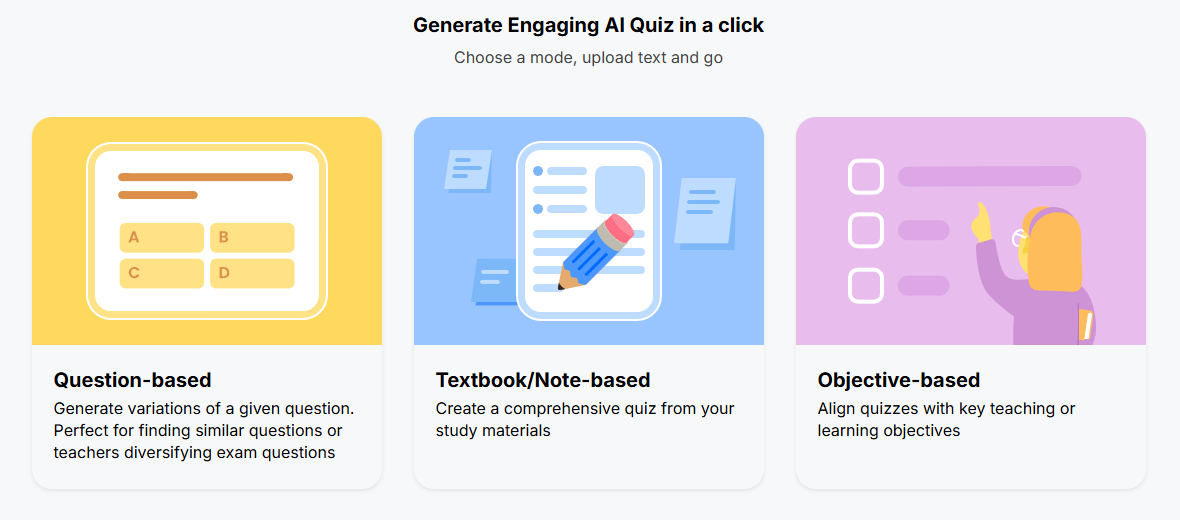 Generate Engaging AI Quiz in a click
Choose a mode, upload text and go
A
B
C
D
Question-based
Generate variations of a given question.
Perfect for finding similar questions or
teachers diversifying exam questions
Textbook/Note-based
Create a comprehensive quiz from your
study materials
Objective-based
Align quizzes with key teaching or
learning objectives